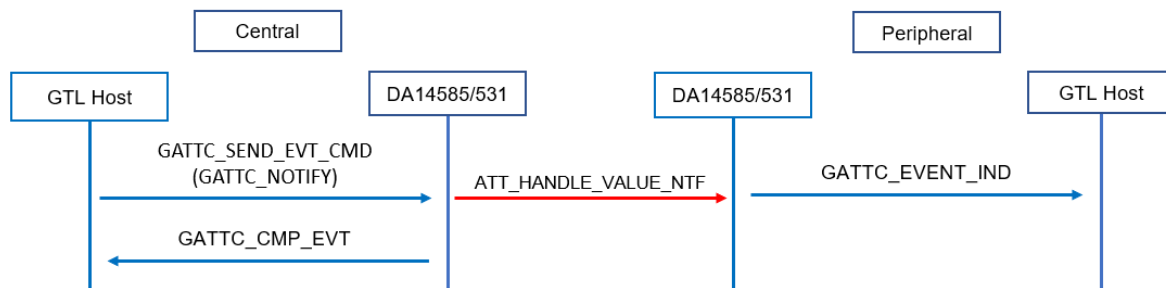 Central
Peripheral
GTL Host
DA14585/531
DA14585/531
GTL Host
GATTC_SEND_EVT_CMD
(GATTC_NOTIFY)
ATT_HANDLE_VALUE_NTF
GATTC_EVENT_IND
GATTC_CMP_EVT